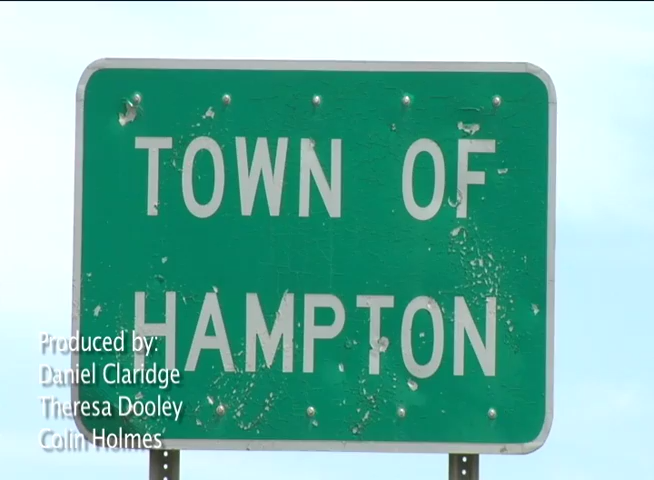 TOWN OF
HAMPTON
Produced by:
Daniel Claridge
Theresa Dooley
Colin Holmes